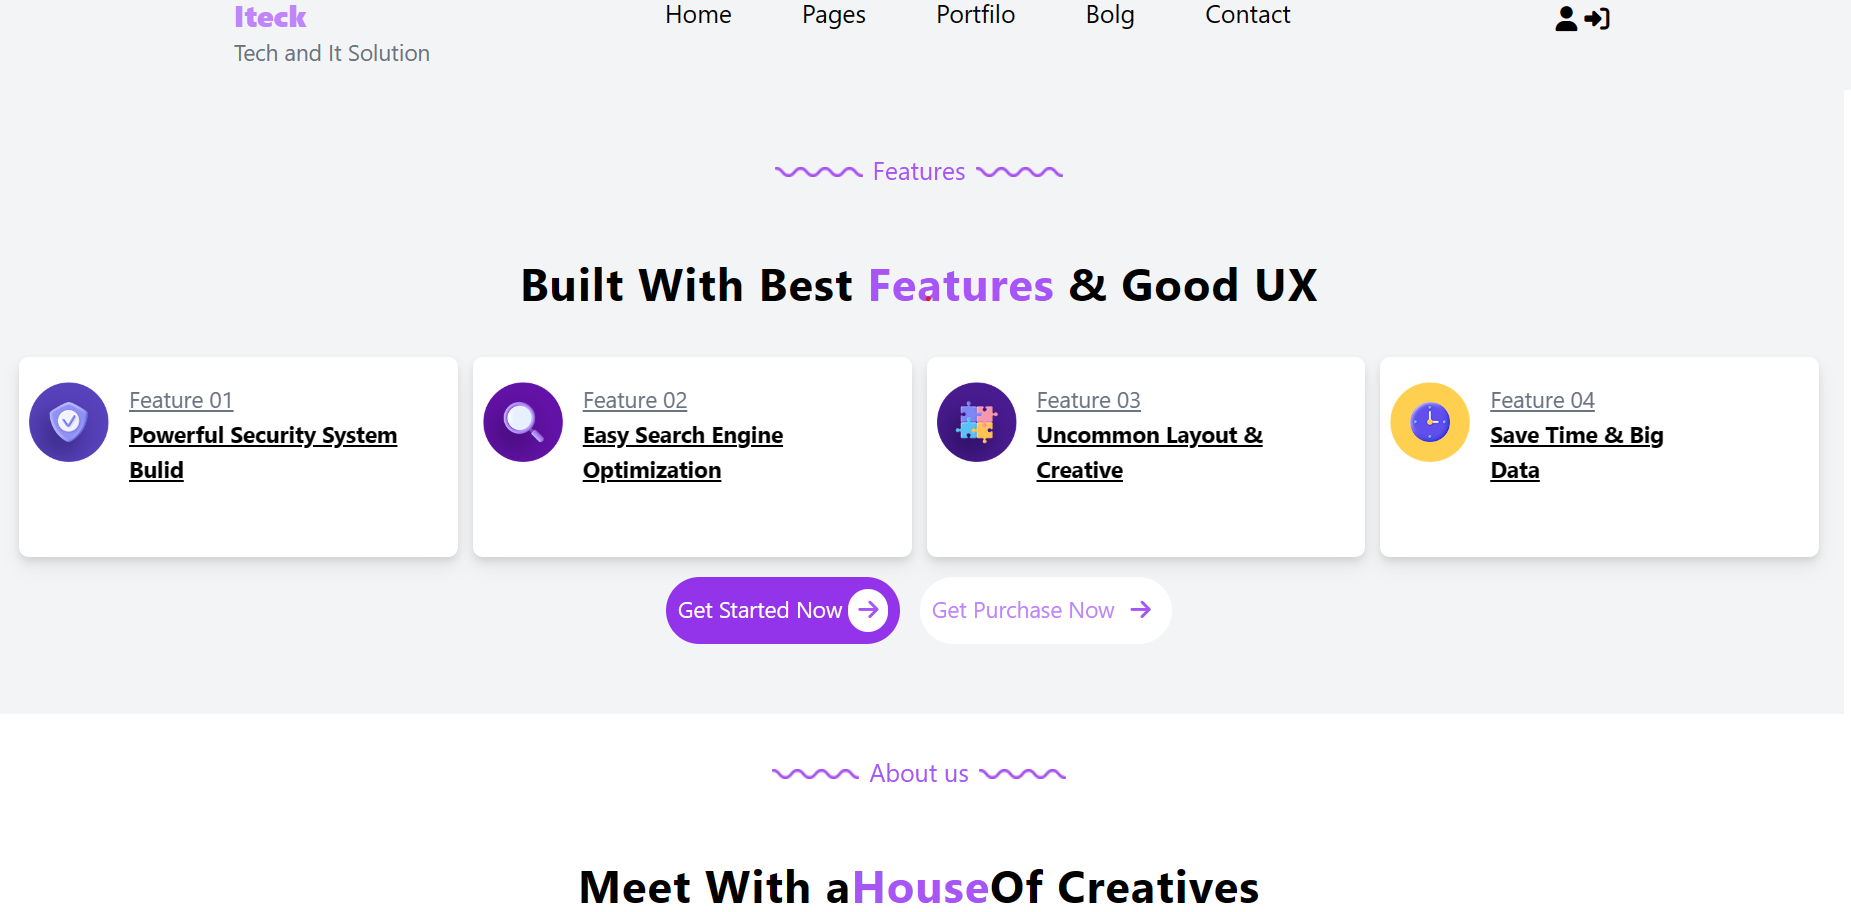 Iteck
Tech and It Solution
Home Pages Portfilo Bolg Contact
Features
Built With Best Features & Good UX
Feature 01
Powerful Security System
Bulid
Feature 02
Easy Search Engine
Optimization
Feature 03
Uncommon Layout &
Creative
Feature 04
Save Time & Big
Data
Get Started Now
Get Purchase Now
About us
Meet With aHouseOf Creatives